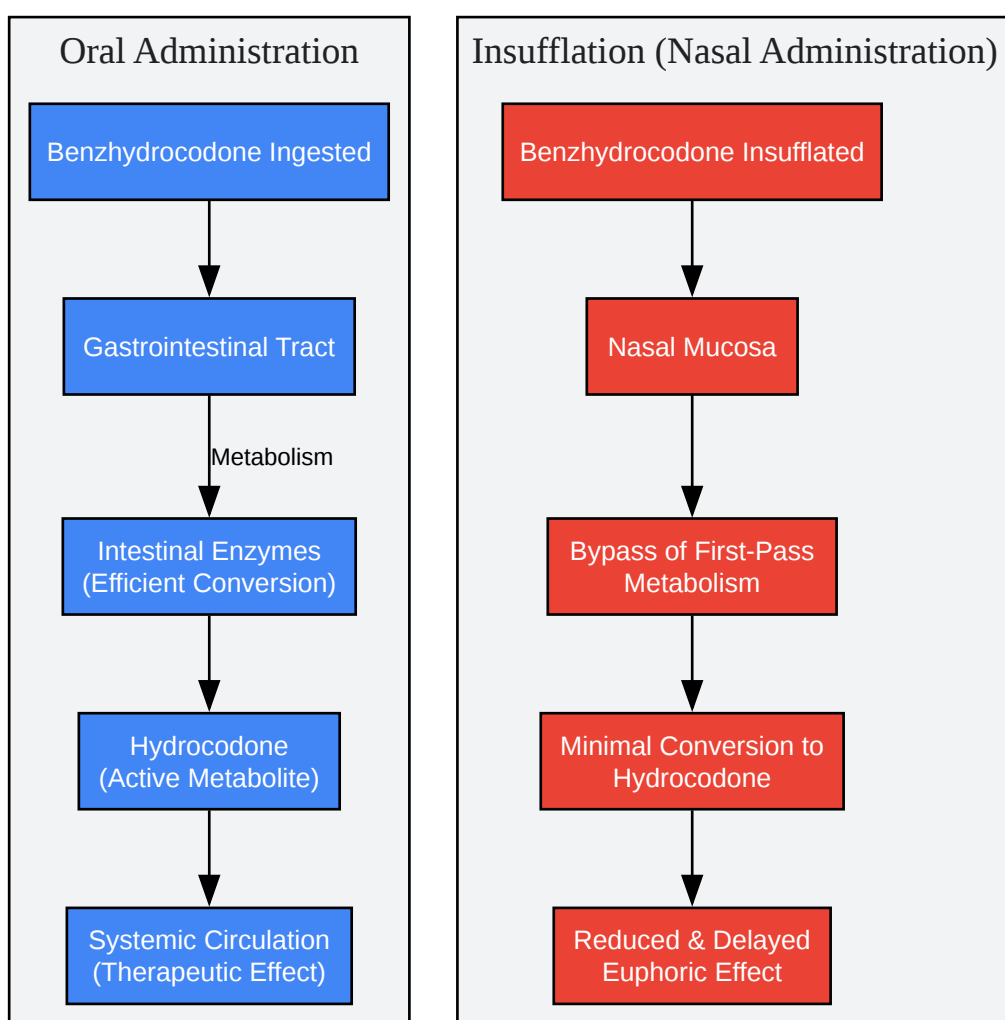 Oral Administration
Benzhydrocodone Ingested
Gastrointestinal Tract
Metabolism
Intestinal Enzymes
(Efficient Conversion)
Hydrocodone
(Active Metabolite)
Systemic Circulation
(Therapeutic Effect)
Insufflation (Nasal Administration)
Benzhydrocodone Insufflated
Nasal Mucosa
Bypass of First-Pass
Metabolism
Minimal Conversion to
Hydrocodone
Reduced & Delayed
Euphoric Effect